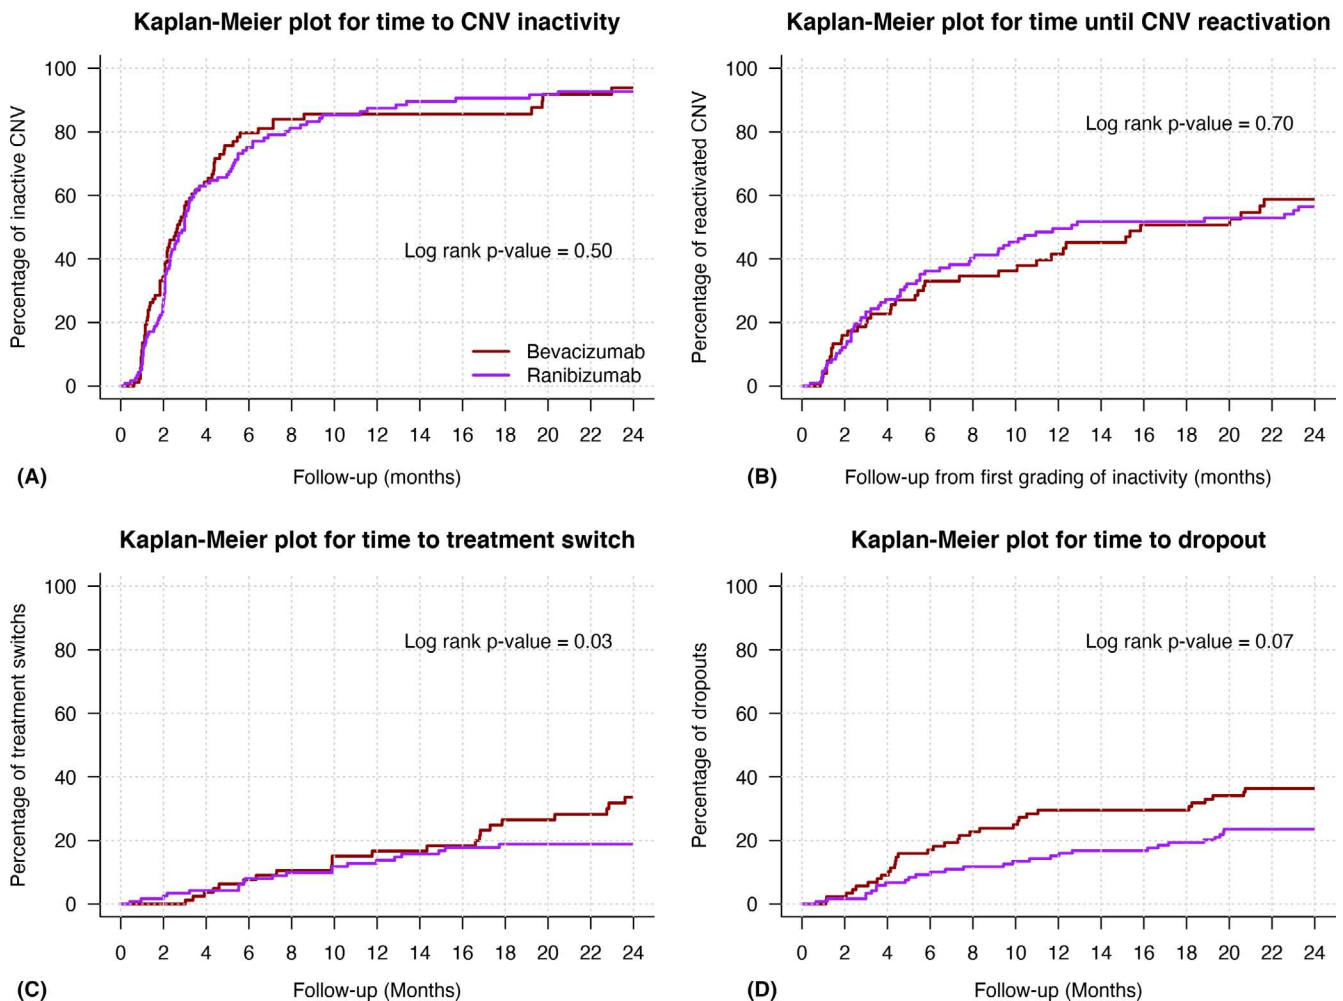 Kaplan-Meier plot for time to CNV inactivity
Percentage of inactive CNV
100
80
60
40
20
0
Log rank p-value = 0.50
Bevacizumab
Ranibizumab
0 2 4 6 8 10 12 14 16 18 20 22 24
(A) Follow-up (months)
Kaplan-Meier plot for time until CNV reactivation
Percentage of reactivated CNV
100
80
60
40
20
0
Log rank p-value = 0.70
0 2 4 6 8 10 12 14 16 18 20 22 24
(B) Follow-up from first grading of inactivity (months)
Kaplan-Meier plot for time to treatment switch
Percentage of treatment switchs
100
80
60
40
20
0
Log rank p-value = 0.03
0 2 4 6 8 10 12 14 16 18 20 22 24
(C) Follow-up (Months)
Kaplan-Meier plot for time to dropout
Percentage of dropouts
100
80
60
40
20
0
Log rank p-value = 0.07
0 2 4 6 8 10 12 14 16 18 20 22 24
(D) Follow-up (Months)